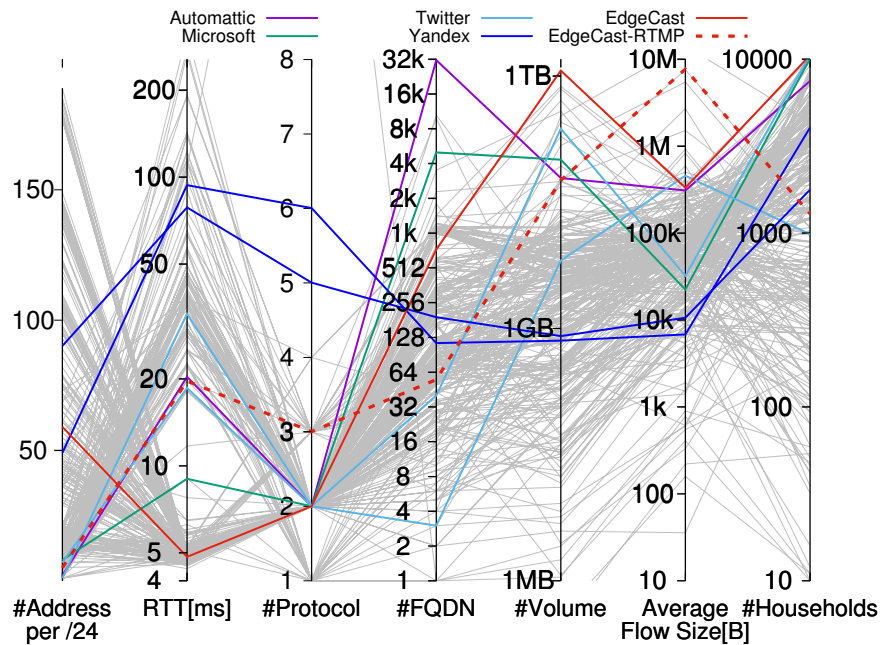 Automattic Twitter EdgeCast
Microsoft Yandex EdgeCast-RTMP
150
100
50
200
100
50
20
10
5
4
8
7
6
5
4
3
2
1
32k
16k
8k
4k
2k
1k
512
256
128
64
32
16
8
4
2
1
1TB
1GB
1MB
10M
1M
100k
10k
1k
100
10
10000
1000
100
10
#Address RTT[ms] #Protocol #FQDN #Volume Average #Households
per /24 Flow Size[B]